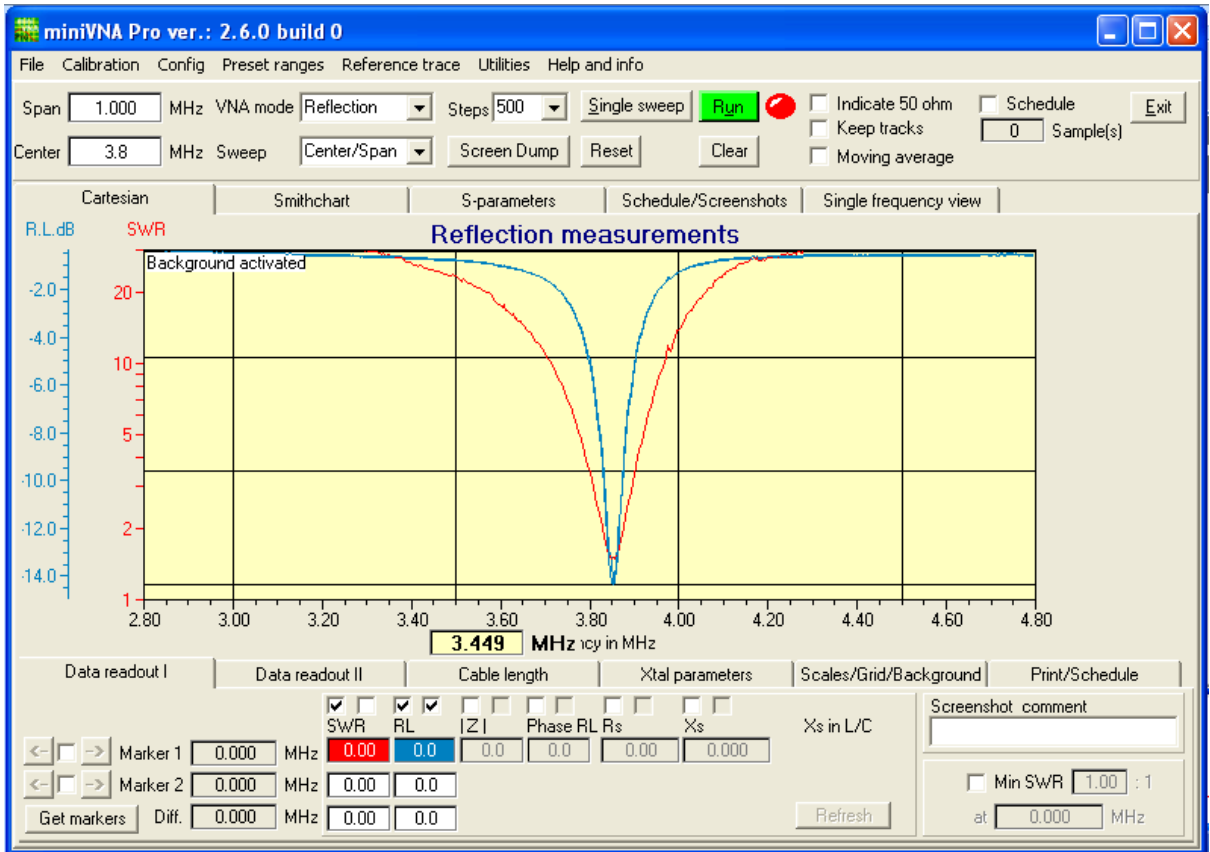 miniVNA Pro ver.: 2.6.0 build 0
File Calibration Config Preset ranges Reference trace Utilities Help and info
Span 1.000 MHz VNA mode Reflection Steps 500 Single sweep Run Indicate 50 ohm Schedule Exit
Keep tracks 0 Sample(s)
Center 3.8 MHz Sweep Center/Span Screen Dump Reset Clear Moving average
Cartesian Smithchart S-parameters Schedule/Screenshots Single frequency view
R.L.dB SWR Reflection measurements
Background activated
-2.0 20
-4.0
10
-6.0
-8.0 5
-10.0
-12.0 2
-14.0
1
2.80 3.00 3.20 3.40 3.60 3.80 4.00 4.20 4.40 4.60 4.80
3.449 MHz cy in MHz
Data readout I Data readout II Cable length Xtal parameters Scales/Grid/Background Print/Schedule
SWR RL |Z| Phase RL Rs Xs Xs in L/C Screenshot comment
<- -> Marker 1 0.000 MHz 0.00 0.0 0.0 0.0 0.00 0.000
<- -> Marker 2 0.000 MHz 0.00 0.0 Min SWR 1.00 : 1
Get markers Diff. 0.000 MHz 0.00 0.0 Refresh at 0.000 MHz